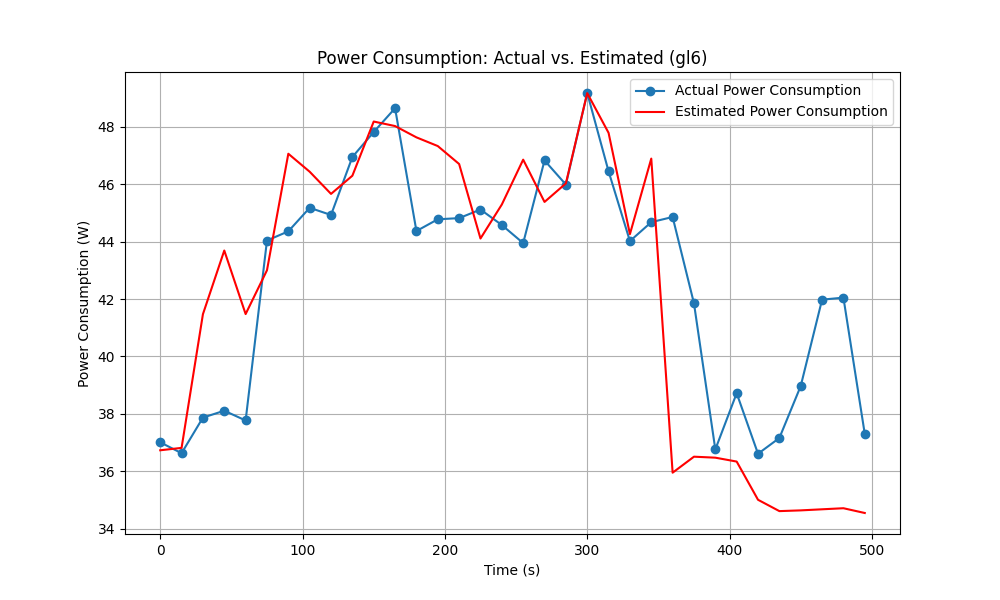 Power Consumption: Actual vs. Estimated (gl6)
Actual Power Consumption
Estimated Power Consumption
Power Consumption (W)
48
46
44
42
40
38
36
34
0 100 200 300 400 500
Time (s)